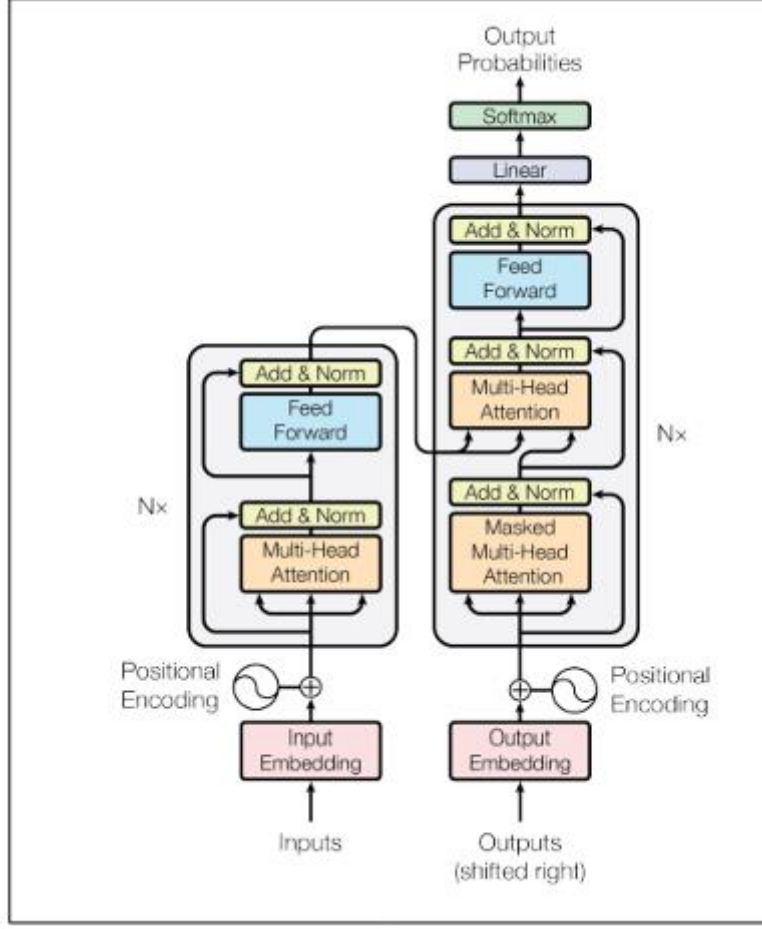 Output
Probabilities
Softmax
Linear
Add & Norm
Feed
Forward
Add & Norm
Multi-Head
Attention
Nx
Add & Norm
Masked
Multi-Head
Attention
Add & Norm
Feed
Forward
Nx
Add & Norm
Multi-Head
Attention
Positional
Encoding
Positional
Encoding
Input
Embedding
Output
Embedding
Inputs
Outputs
(shifted right)